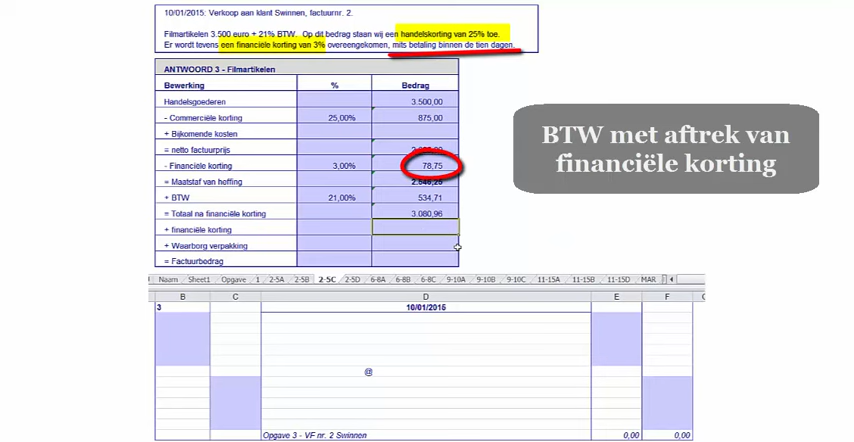 10/01/2015: Verkoop aan klant Swinnen, factuurnr. 2.
Filmartikelen 3.500 euro + 21% BTW. Op dit bedrag staan wij een handelskorting van 25% toe.
Er wordt tevens een financiële korting van 3% overeengekomen, mits betaling binnen de tien dagen.
ANTWOORD 3 - Filmartikelen
Bewerking % Bedrag
Handelsgoederen 3.500,00
- Commerciële korting 25,00% 875,00
+ Bijkomende kosten
= netto factuurprijs
- Financiële korting 3,00% 78,75
= Maatstaf van heffing 2.546,25
+ BTW 21,00% 534,71
= Totaal na financiële korting 3.080,96
+ financiële korting
+ Waarborg verpakking
= Factuurbedrag
BTW met aftrek van
financiële korting
Naam Sheet1 Opgave 1 2-5A 2-5B 2-5C 2-5D 6-8A 6-8B 6-8C 9-10A 9-10B 9-10C 11-15A 11-15B 11-15D MAR
B C D E F
3 10/01/2015
@
Opgave 3 - VF nr. 2 Swinnen 0,00 0,00